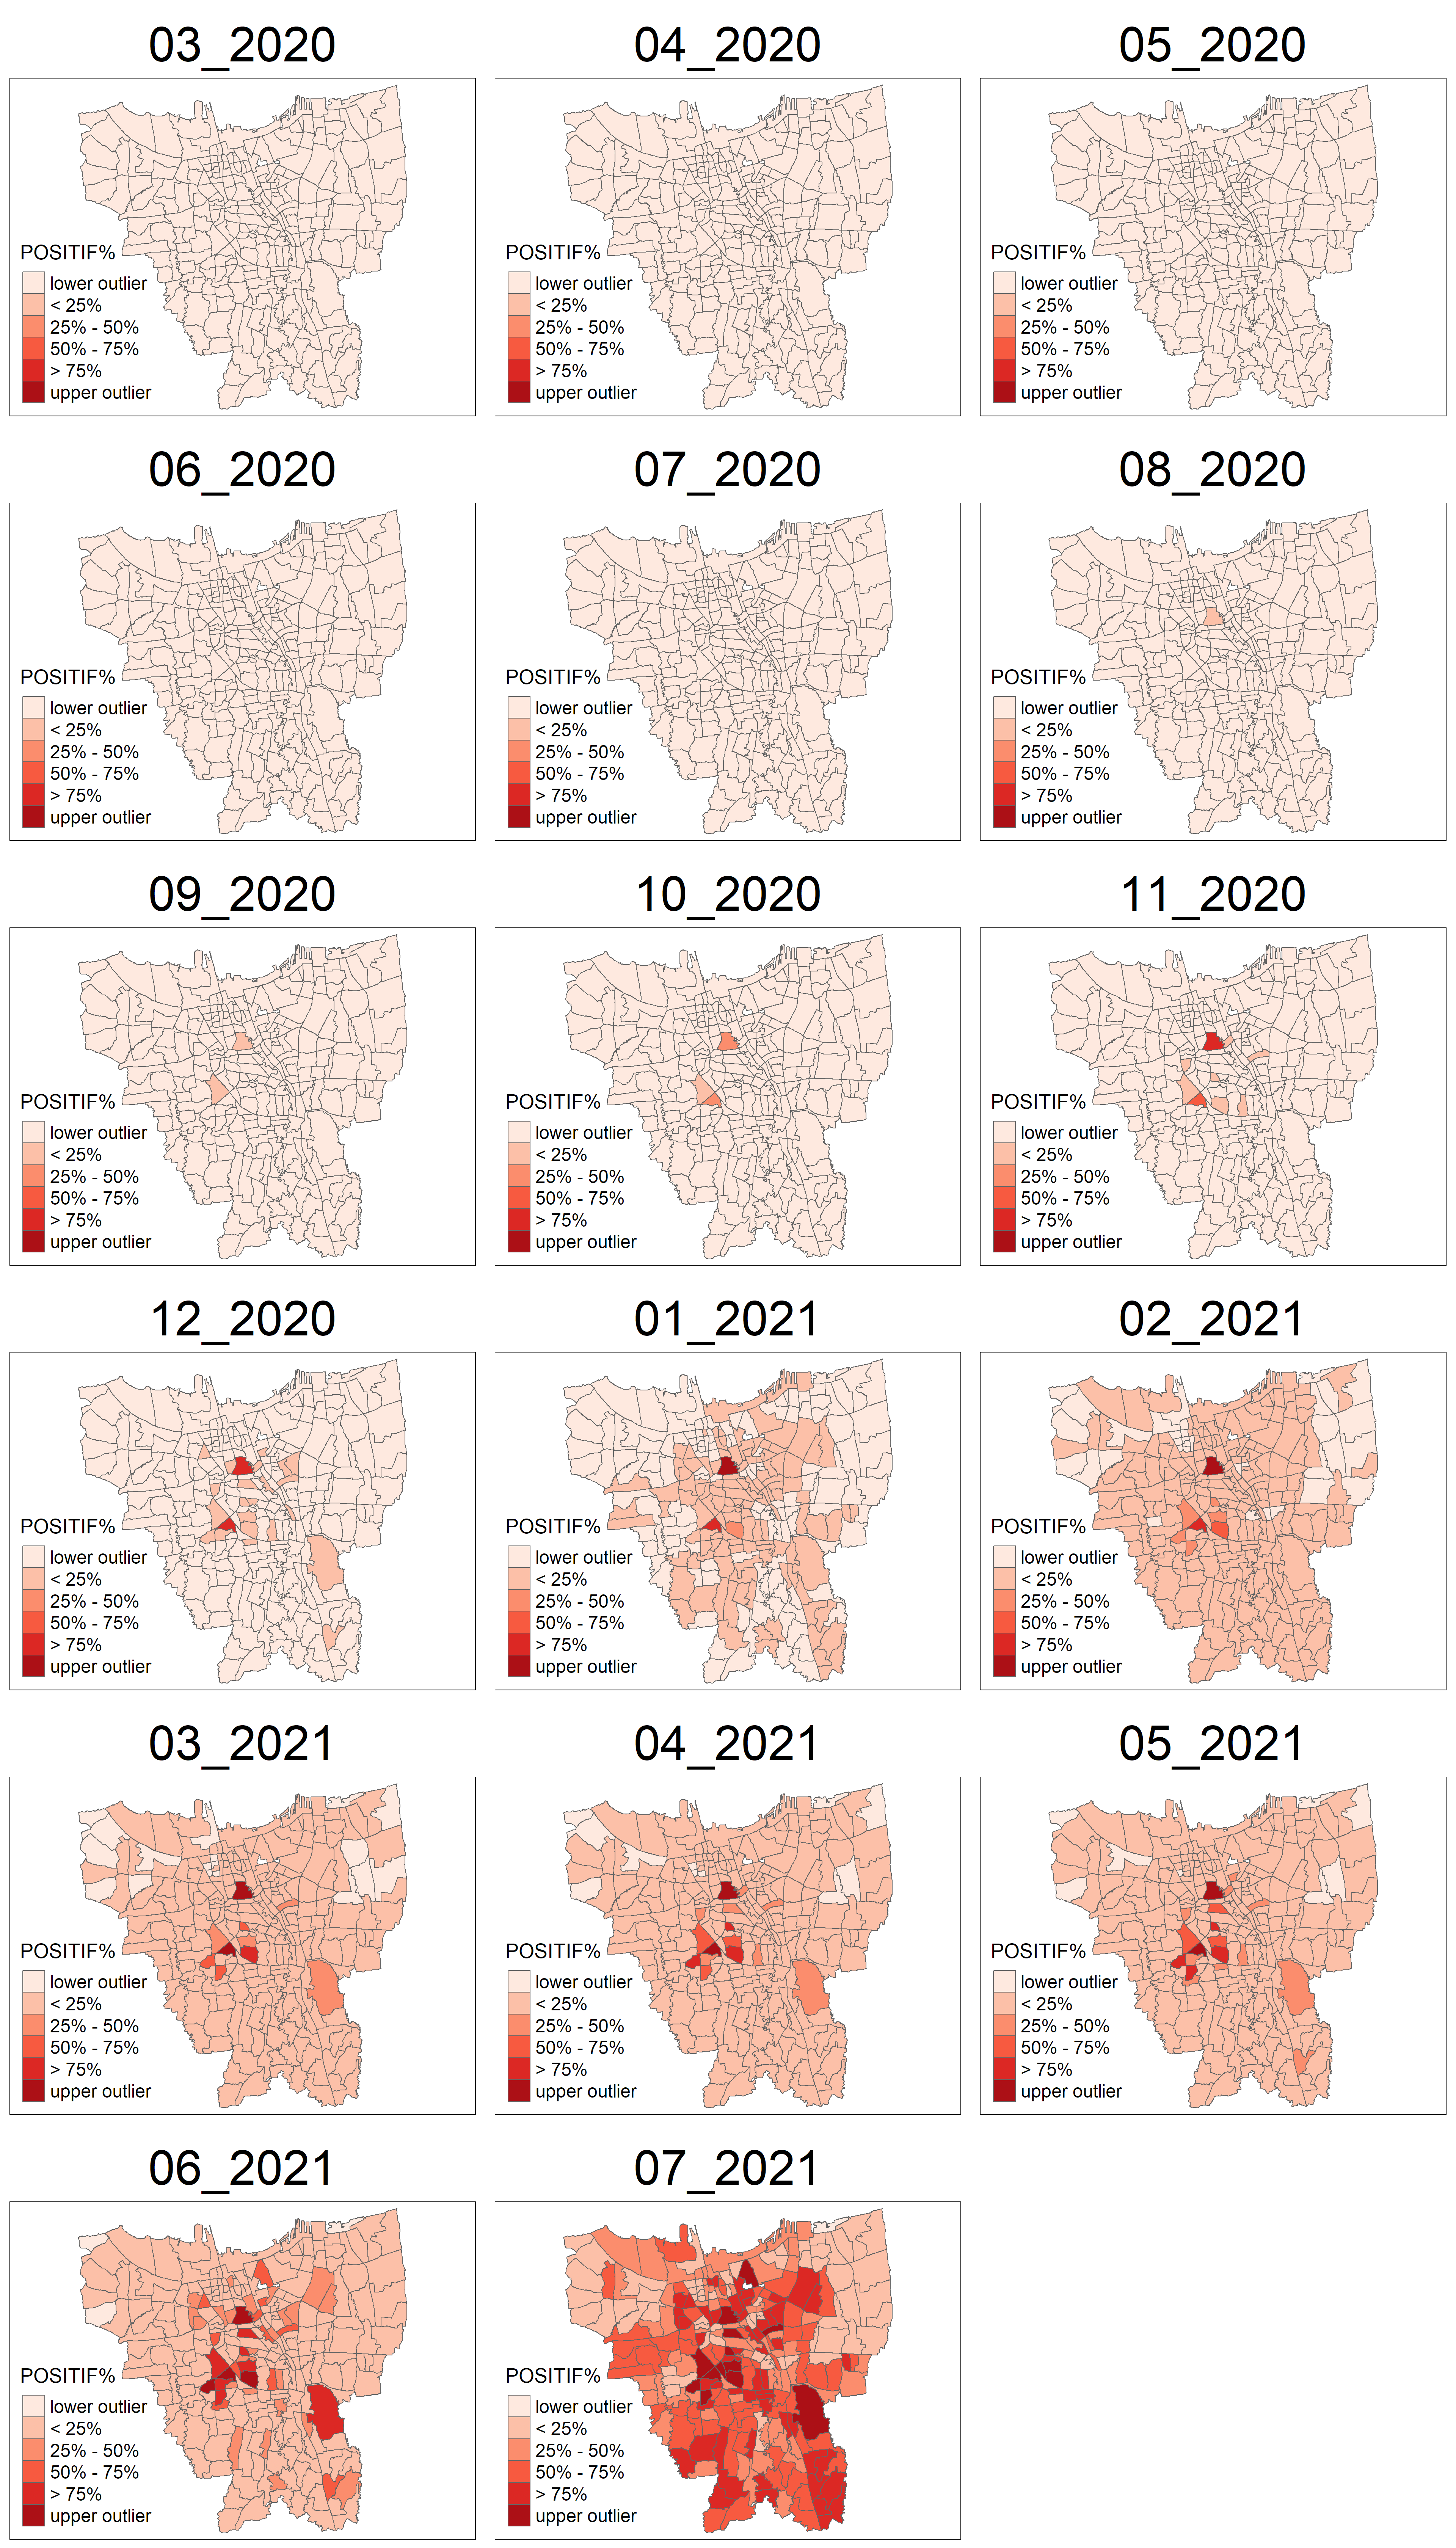 03_2020
04_2020
05_2020
POSITIF%
lower outlier
< 25%
25% - 50%
50% - 75%
> 75%
upper outlier
POSITIF%
lower outlier
< 25%
25% - 50%
50% - 75%
> 75%
upper outlier
POSITIF%
lower outlier
< 25%
25% - 50%
50% - 75%
> 75%
upper outlier
06_2020
07_2020
08_2020
POSITIF%
lower outlier
< 25%
25% - 50%
50% - 75%
> 75%
upper outlier
POSITIF%
lower outlier
< 25%
25% - 50%
50% - 75%
> 75%
upper outlier
POSITIF%
lower outlier
< 25%
25% - 50%
50% - 75%
> 75%
upper outlier
09_2020
10_2020
11_2020
POSITIF%
lower outlier
< 25%
25% - 50%
50% - 75%
> 75%
upper outlier
POSITIF%
lower outlier
< 25%
25% - 50%
50% - 75%
> 75%
upper outlier
POSITIF%
lower outlier
< 25%
25% - 50%
50% - 75%
> 75%
upper outlier
12_2020
01_2021
02_2021
POSITIF%
lower outlier
< 25%
25% - 50%
50% - 75%
> 75%
upper outlier
POSITIF%
lower outlier
< 25%
25% - 50%
50% - 75%
> 75%
upper outlier
POSITIF%
lower outlier
< 25%
25% - 50%
50% - 75%
> 75%
upper outlier
03_2021
04_2021
05_2021
POSITIF%
lower outlier
< 25%
25% - 50%
50% - 75%
> 75%
upper outlier
POSITIF%
lower outlier
< 25%
25% - 50%
50% - 75%
> 75%
upper outlier
POSITIF%
lower outlier
< 25%
25% - 50%
50% - 75%
> 75%
upper outlier
06_2021
07_2021
POSITIF%
lower outlier
< 25%
25% - 50%
50% - 75%
> 75%
upper outlier
POSITIF%
lower outlier
< 25%
25% - 50%
50% - 75%
> 75%
upper outlier